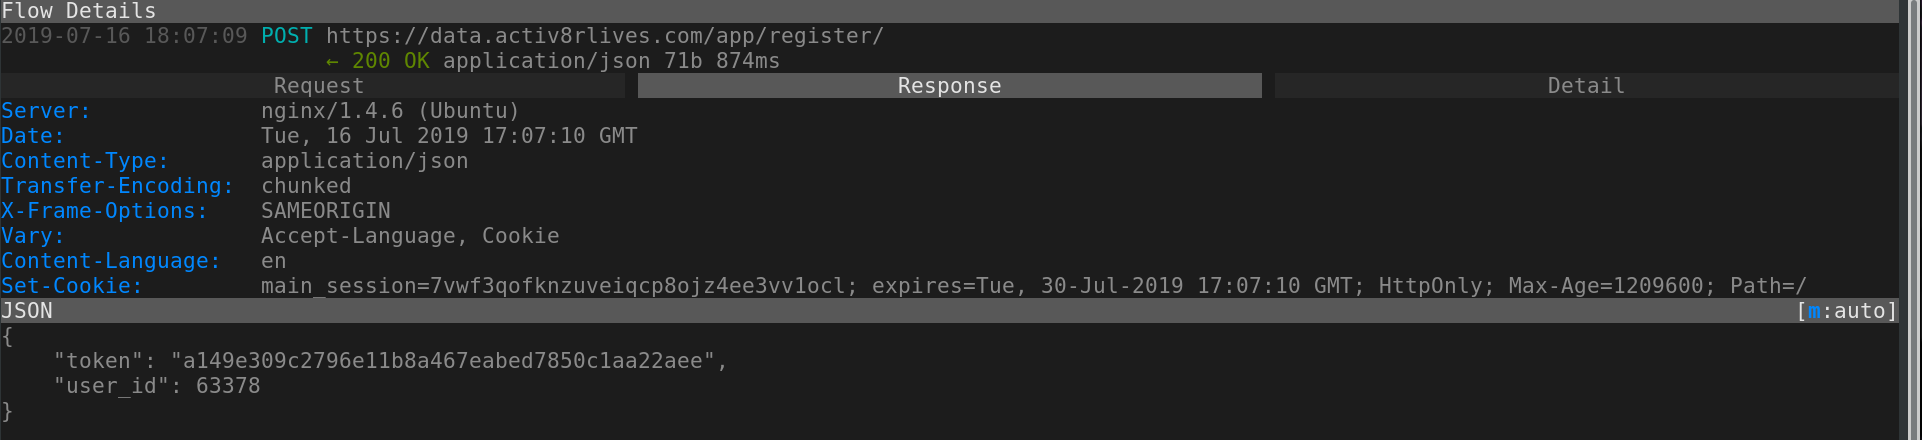 Flow Details
2019-07-16 18:07:09 POST https://data.activ8rlives.com/app/register/
← 200 OK application/json 71b 874ms
Request Response Detail
Server: nginx/1.4.6 (Ubuntu)
Date: Tue, 16 Jul 2019 17:07:10 GMT
Content-Type: application/json
Transfer-Encoding: chunked
X-Frame-Options: SAMEORIGIN
Vary: Accept-Language, Cookie
Content-Language: en
Set-Cookie: main_session=7vwf3qofknzuveiqcp8ojz4ee3vv1ocl; expires=Tue, 30-Jul-2019 17:07:10 GMT; HttpOnly; Max-Age=1209600; Path=/
JSON [m:auto]
{
    "token": "a149e309c2796e11b8a467eabed7850c1aa22aee",
    "user_id": 63378
}